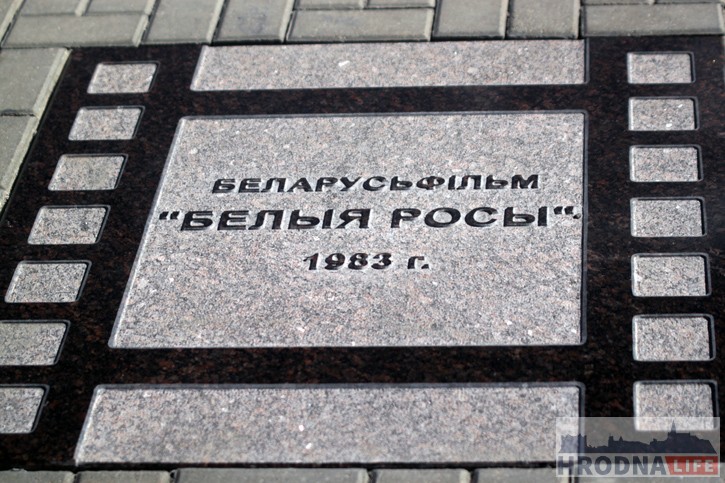 БЕЛАРУСЬФІЛЬМ
"БЕЛЫЯ РОСЫ"
1983 г.
HRODNA LIFE